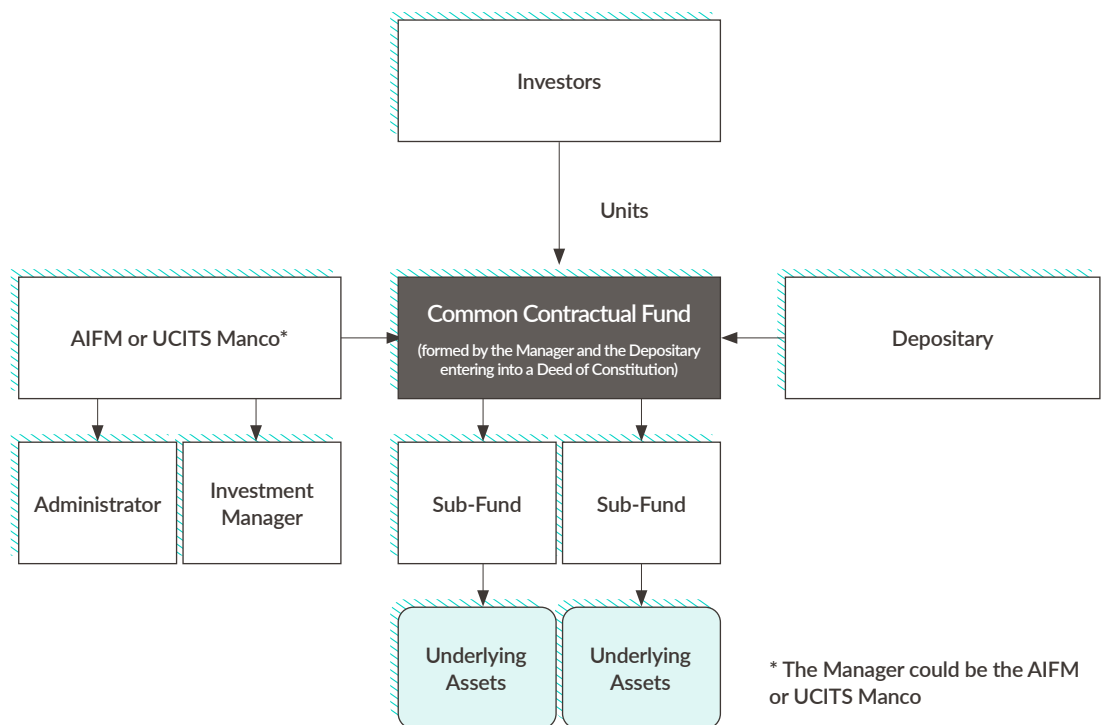 Investors
Units
AIFM or UCITS Manco*
Common Contractual Fund
(formed by the Manager and the Depositary
entering into a Deed of Constitution)
Depositary
Administrator
Investment
Manager
Sub-Fund
Sub-Fund
Underlying
Assets
Underlying
Assets
* The Manager could be the AIFM
or UCITS Manco